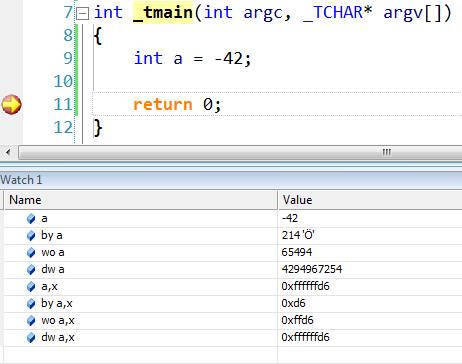 7 int _tmain(int argc, _TCHAR* argv[])
8 {
9 int a = -42;
10
11 return 0;
12 }
Watch 1
Name Value
a -42
by a 214 'Ö'
wo a 65494
dw a 4294967254
a,x 0xffffffd6
by a,x 0xd6
wo a,x 0xffd6
dw a,x 0xffffffd6